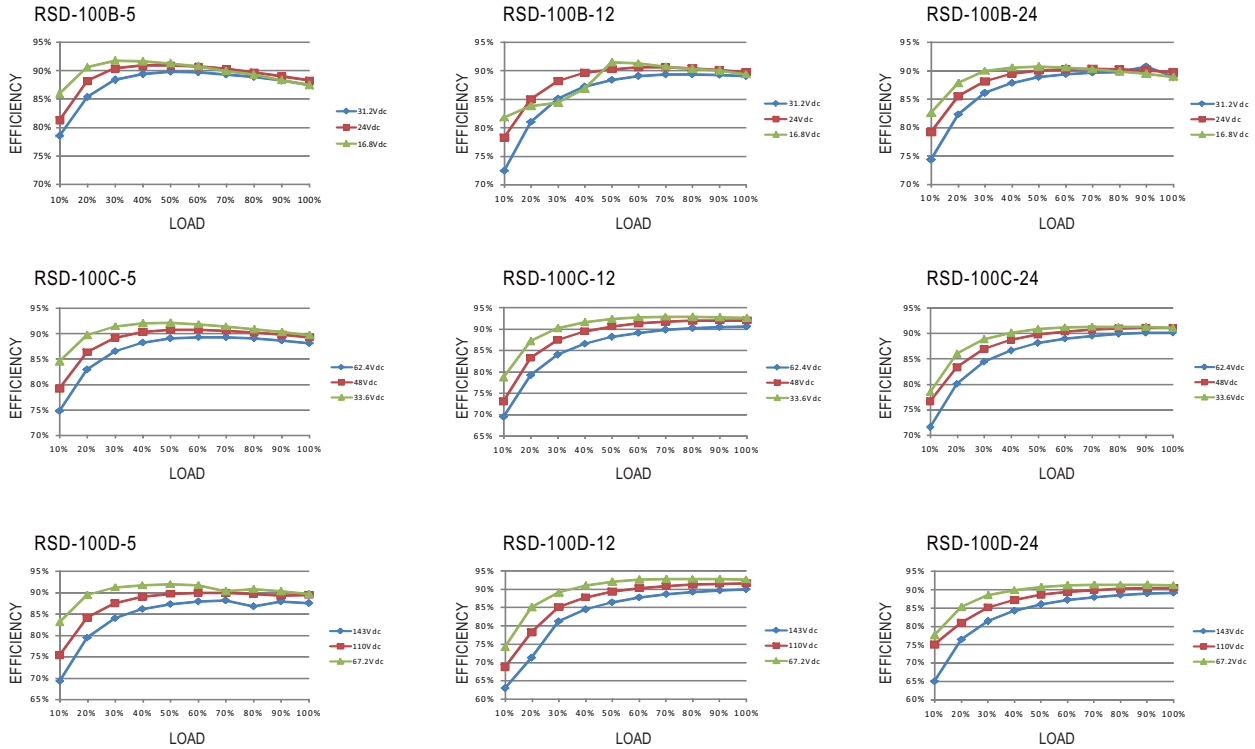 RSD-100B-5
EFFICIENCY
95%
90%
85%
80%
75%
70%
10% 20% 30% 40% 50% 60% 70% 80% 90% 100%
LOAD
31.2Vdc
24Vdc
16.8Vdc
RSD-100B-12
EFFICIENCY
95%
90%
85%
80%
75%
70%
10% 20% 30% 40% 50% 60% 70% 80% 90% 100%
LOAD
31.2Vdc
24Vdc
16.8Vdc
RSD-100B-24
EFFICIENCY
95%
90%
85%
80%
75%
70%
10% 20% 30% 40% 50% 60% 70% 80% 90% 100%
LOAD
31.2Vdc
24Vdc
16.8Vdc
RSD-100C-5
EFFICIENCY
95%
90%
85%
80%
75%
70%
10% 20% 30% 40% 50% 60% 70% 80% 90% 100%
LOAD
62.4Vdc
48Vdc
33.6Vdc
RSD-100C-12
EFFICIENCY
95%
90%
85%
80%
75%
70%
65%
10% 20% 30% 40% 50% 60% 70% 80% 90% 100%
LOAD
62.4Vdc
48Vdc
33.6Vdc
RSD-100C-24
EFFICIENCY
95%
90%
85%
80%
75%
70%
10% 20% 30% 40% 50% 60% 70% 80% 90% 100%
LOAD
62.4Vdc
48Vdc
33.6Vdc
RSD-100D-5
EFFICIENCY
95%
90%
85%
80%
75%
70%
65%
10% 20% 30% 40% 50% 60% 70% 80% 90% 100%
LOAD
143Vdc
110Vdc
67.2Vdc
RSD-100D-12
EFFICIENCY
95%
90%
85%
80%
75%
70%
65%
60%
10% 20% 30% 40% 50% 60% 70% 80% 90% 100%
LOAD
143Vdc
110Vdc
67.2Vdc
RSD-100D-24
EFFICIENCY
95%
90%
85%
80%
75%
70%
65%
60%
10% 20% 30% 40% 50% 60% 70% 80% 90% 100%
LOAD
143Vdc
110Vdc
67.2Vdc